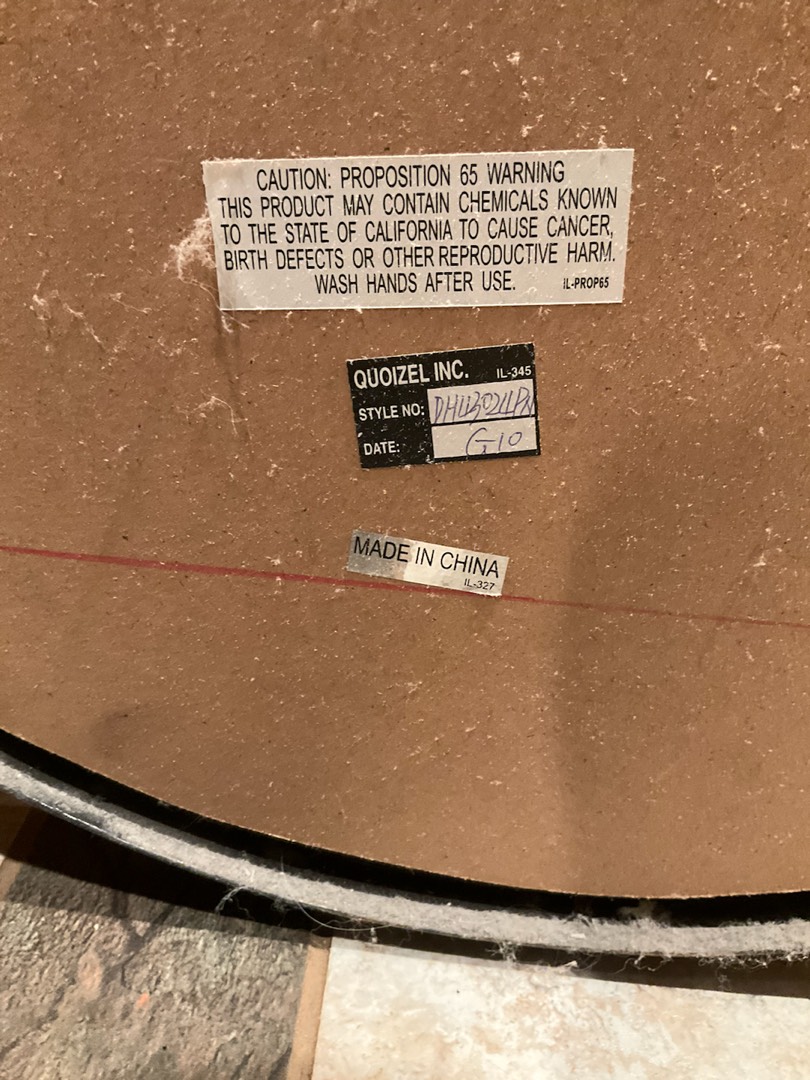 CAUTION: PROPOSITION 65 WARNING
THIS PRODUCT MAY CONTAIN CHEMICALS KNOWN
TO THE STATE OF CALIFORNIA TO CAUSE CANCER,
BIRTH DEFECTS OR OTHER REPRODUCTIVE HARM.
WASH HANDS AFTER USE. IL-PROP65
QUOIZEL INC. IL-345
STYLE NO:
DATE: G10
MADE IN CHINA
IL-327